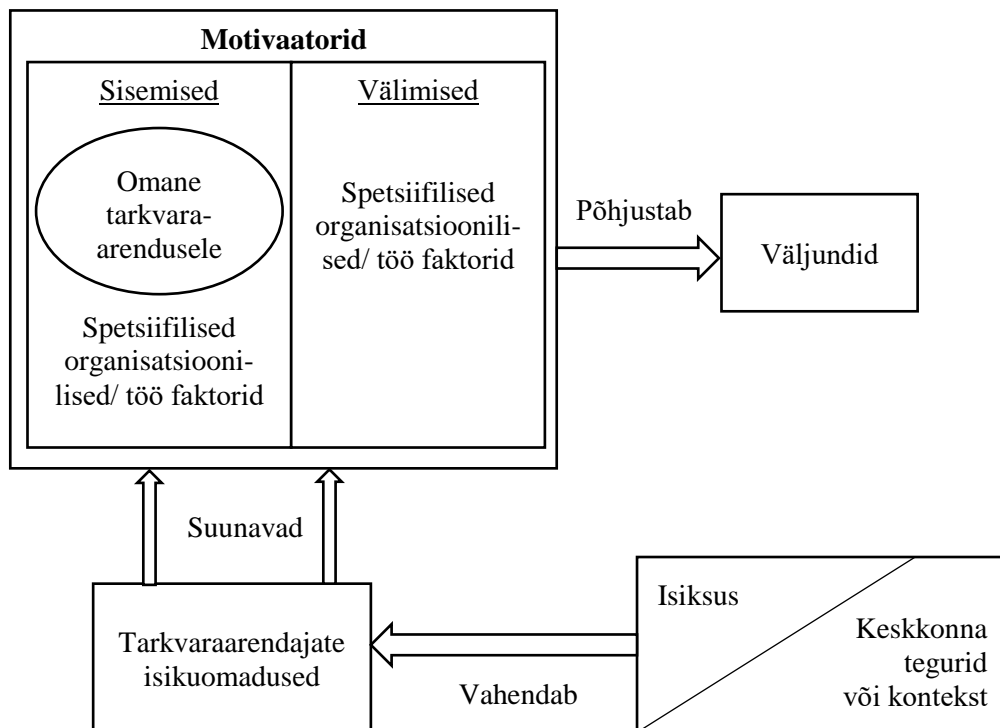 Motivaatorid
Sisemised
Omane
tarkvara-
arendusele
Spetsiifilised
organisatsiooni-
lised/ töö faktorid
Välimised
Spetsiifilised
organisatsioonili-
sed/ töö faktorid
Põhjustab
Väljundid
Suunavad
Tarkvaraarendajate
isikuomadused
Vahendab
Isiksus
Keskkonna
tegurid
või kontekst